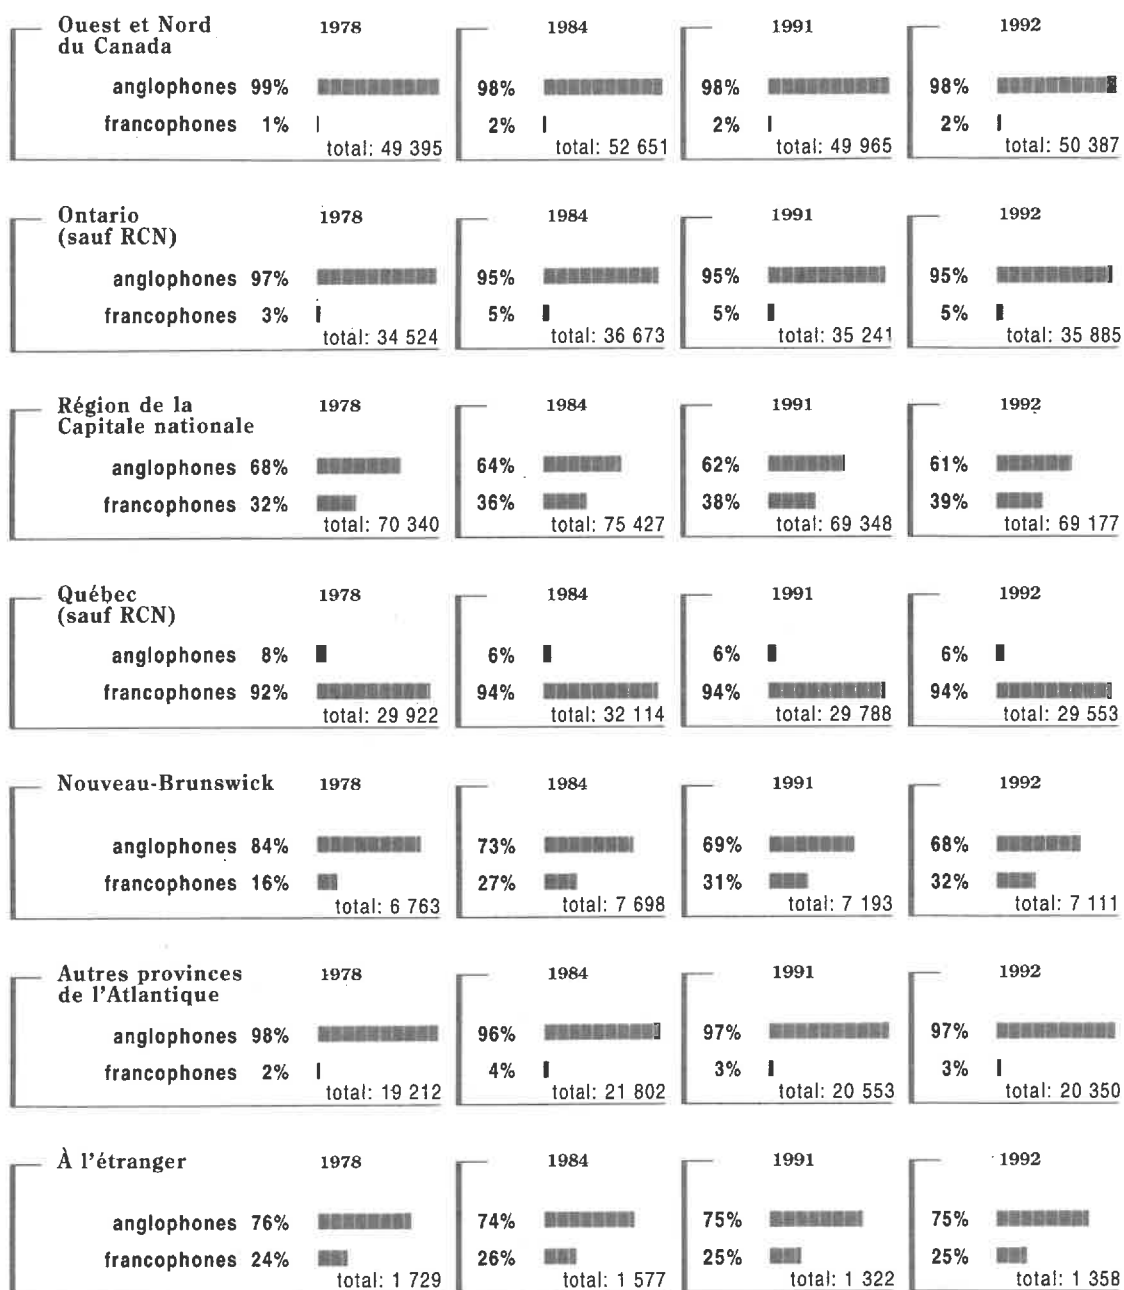 Ouest et Nord
du Canada
1978 1984 1991 1992
anglophones 99% 98% 98% 98%
francophones 1% 2% 2% 2%
total: 49 395 total: 52 651 total: 49 965 total: 50 387
Ontario
(sauf RCN)
1978 1984 1991 1992
anglophones 97% 95% 95% 95%
francophones 3% 5% 5% 5%
total: 34 524 total: 36 673 total: 35 241 total: 35 885
Région de la
Capitale nationale
1978 1984 1991 1992
anglophones 68% 64% 62% 61%
francophones 32% 36% 38% 39%
total: 70 340 total: 75 427 total: 69 348 total: 69 177
Québec
(sauf RCN)
1978 1984 1991 1992
anglophones 8% 6% 6% 6%
francophones 92% 94% 94% 94%
total: 29 922 total: 32 114 total: 29 788 total: 29 553
Nouveau-Brunswick 1978 1984 1991 1992
anglophones 84% 73% 69% 68%
francophones 16% 27% 31% 32%
total: 6 763 total: 7 698 total: 7 193 total: 7 111
Autres provinces
de l'Atlantique
1978 1984 1991 1992
anglophones 98% 96% 97% 97%
francophones 2% 4% 3% 3%
total: 19 212 total: 21 802 total: 20 553 total: 20 350
À l'étranger 1978 1984 1991 1992
anglophones 76% 74% 75% 75%
francophones 24% 26% 25% 25%
total: 1 729 total: 1 577 total: 1 322 total: 1 358